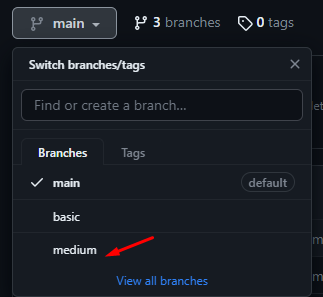 main 3 branches 0 tags
Switch branches/tags
Find or create a branch...
Branches Tags
main default
basic
medium
View all branches